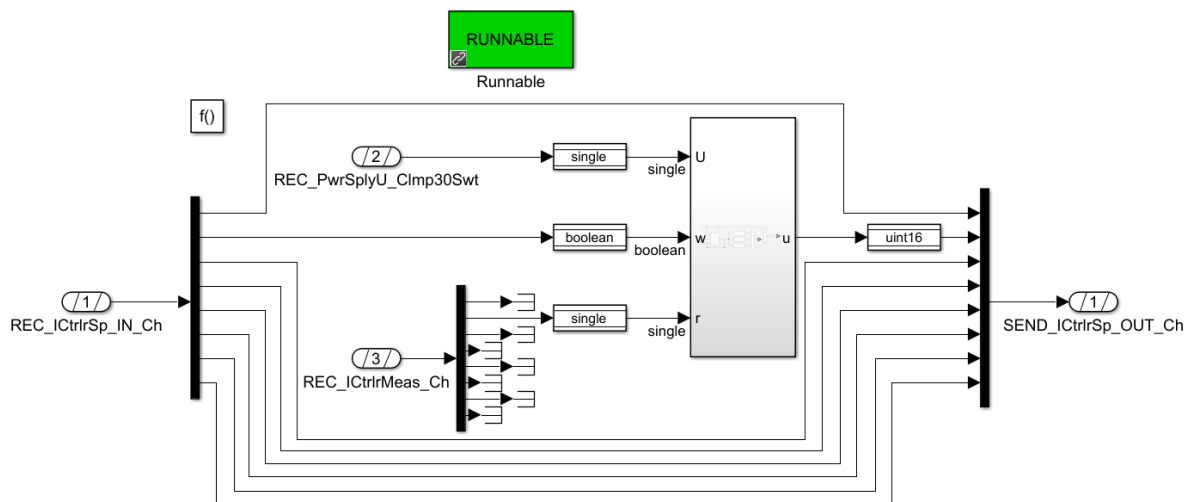 RUNNABLE
Runnable
f()
2
single
U
REC_PwrSplyU_Clmp30Swt
single
boolean
w
u
uint16
boolean
1
REC_ICtrlrSp_IN_Ch
single
r
single
1
SEND_ICtrlrSp_OUT_Ch
3
REC_ICtrlrMeas_Ch